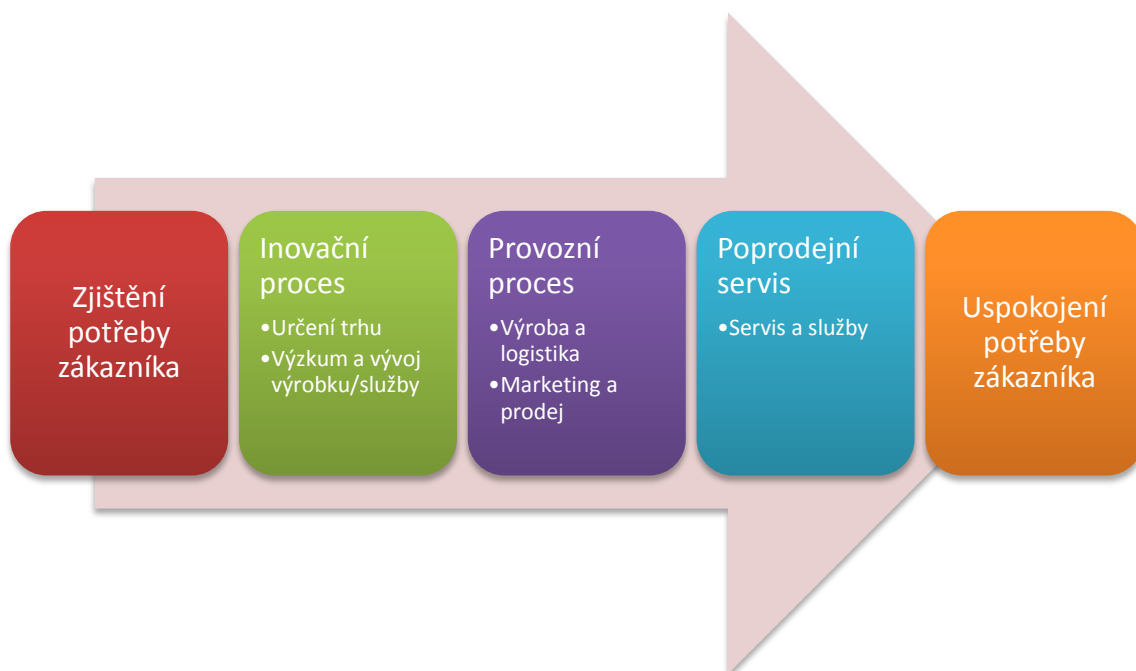 Zjištění
potřeby
zákazníka
Inovační
proces
•Určení trhu
•Výzkum a vývoj
výrobku/služby
Provozní
proces
•Výroba a
logistika
•Marketing a
prodej
Poprodejní
servis
•Servis a služby
Uspokojení
potřeby
zákazníka